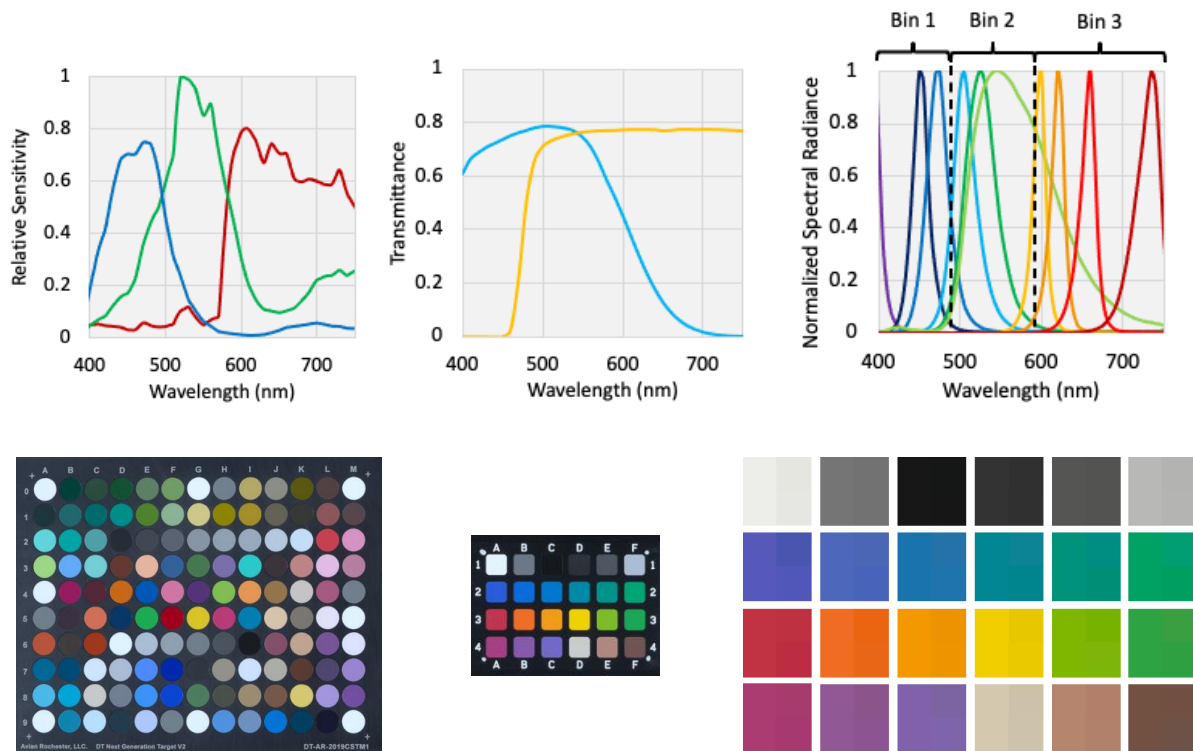 Bin 1 Bin 2 Bin 3
Relative Sensitivity
1
0.8
0.6
0.4
0.2
0
400 500 600 700
Wavelength (nm)
Transmittance
1
0.8
0.6
0.4
0.2
0
400 500 600 700
Wavelength (nm)
Normalized Spectral Radiance
1
0.8
0.6
0.4
0.2
0
400 500 600 700
Wavelength (nm)
A B C D E F G H I J K L M
0
1
2
3
4
5
6
7
8
9
Avian Rochester, LLC. DT Next Generation Target V2 DT-AR-2019CSTM1
A B C D E F
1 1
2 2
3 3
4 4
A B C D E F